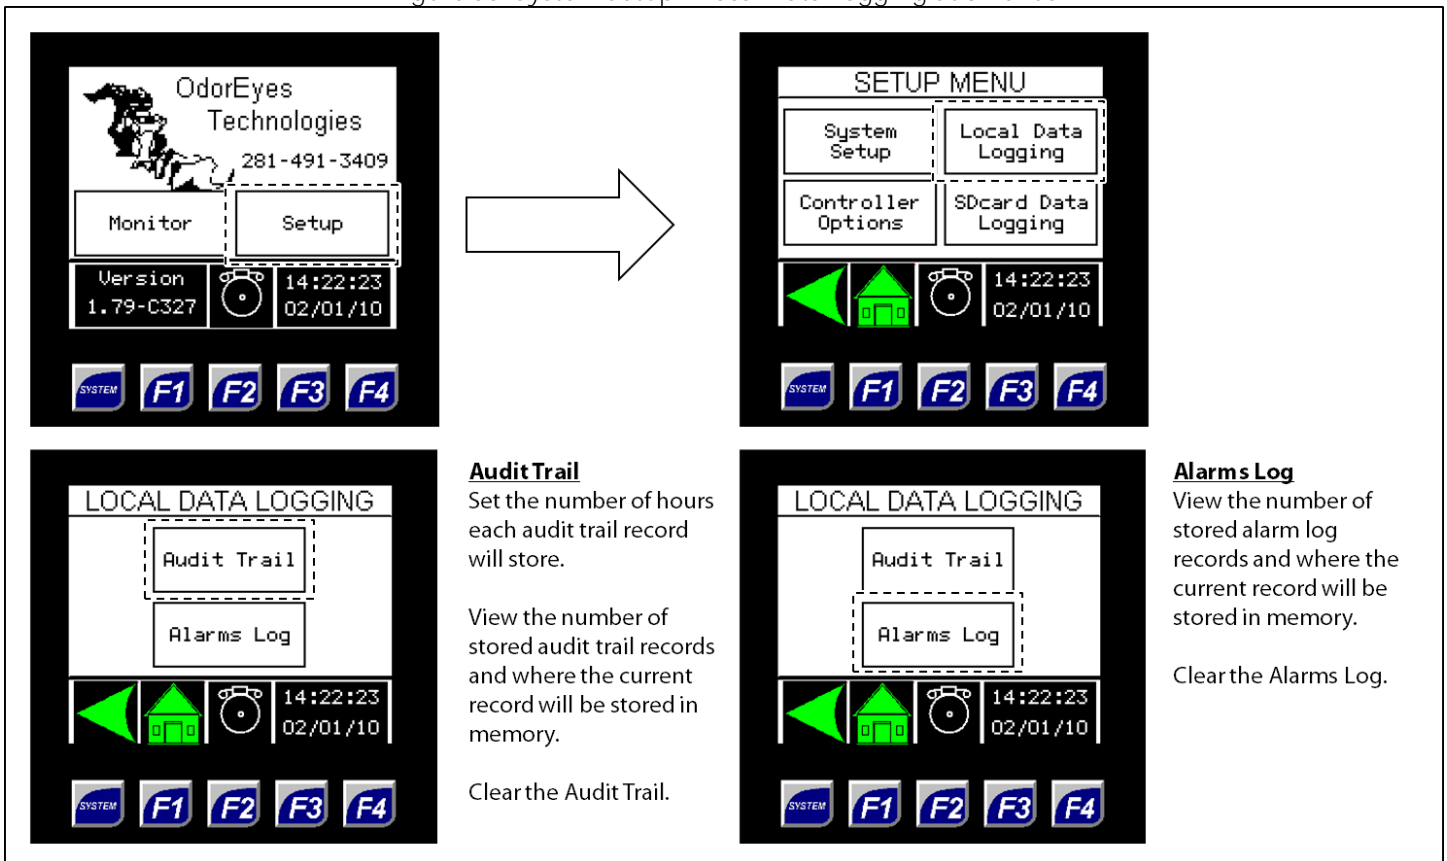 OdorEyes
Technologies
281-491-3409
Monitor
Setup
Version
1.79-C327
14:22:23
02/01/10
SYSTEM
F1
F2
F3
F4
SETUP MENU
System
Setup
Local Data
Logging
Controller
Options
SDcard Data
Logging
14:22:23
02/01/10
SYSTEM
F1
F2
F3
F4
LOCAL DATA LOGGING
Audit Trail
Alarms Log
14:22:23
02/01/10
SYSTEM
F1
F2
F3
F4
Audit Trail
Set the number of hours
each audit trail record
will store.
View the number of
stored audit trail records
and where the current
record will be stored in
memory.
Clear the Audit Trail.
LOCAL DATA LOGGING
Audit Trail
Alarms Log
14:22:23
02/01/10
SYSTEM
F1
F2
F3
F4
Alarms Log
View the number of
stored alarm log
records and where the
current record will be
stored in memory.
Clear the Alarms Log.